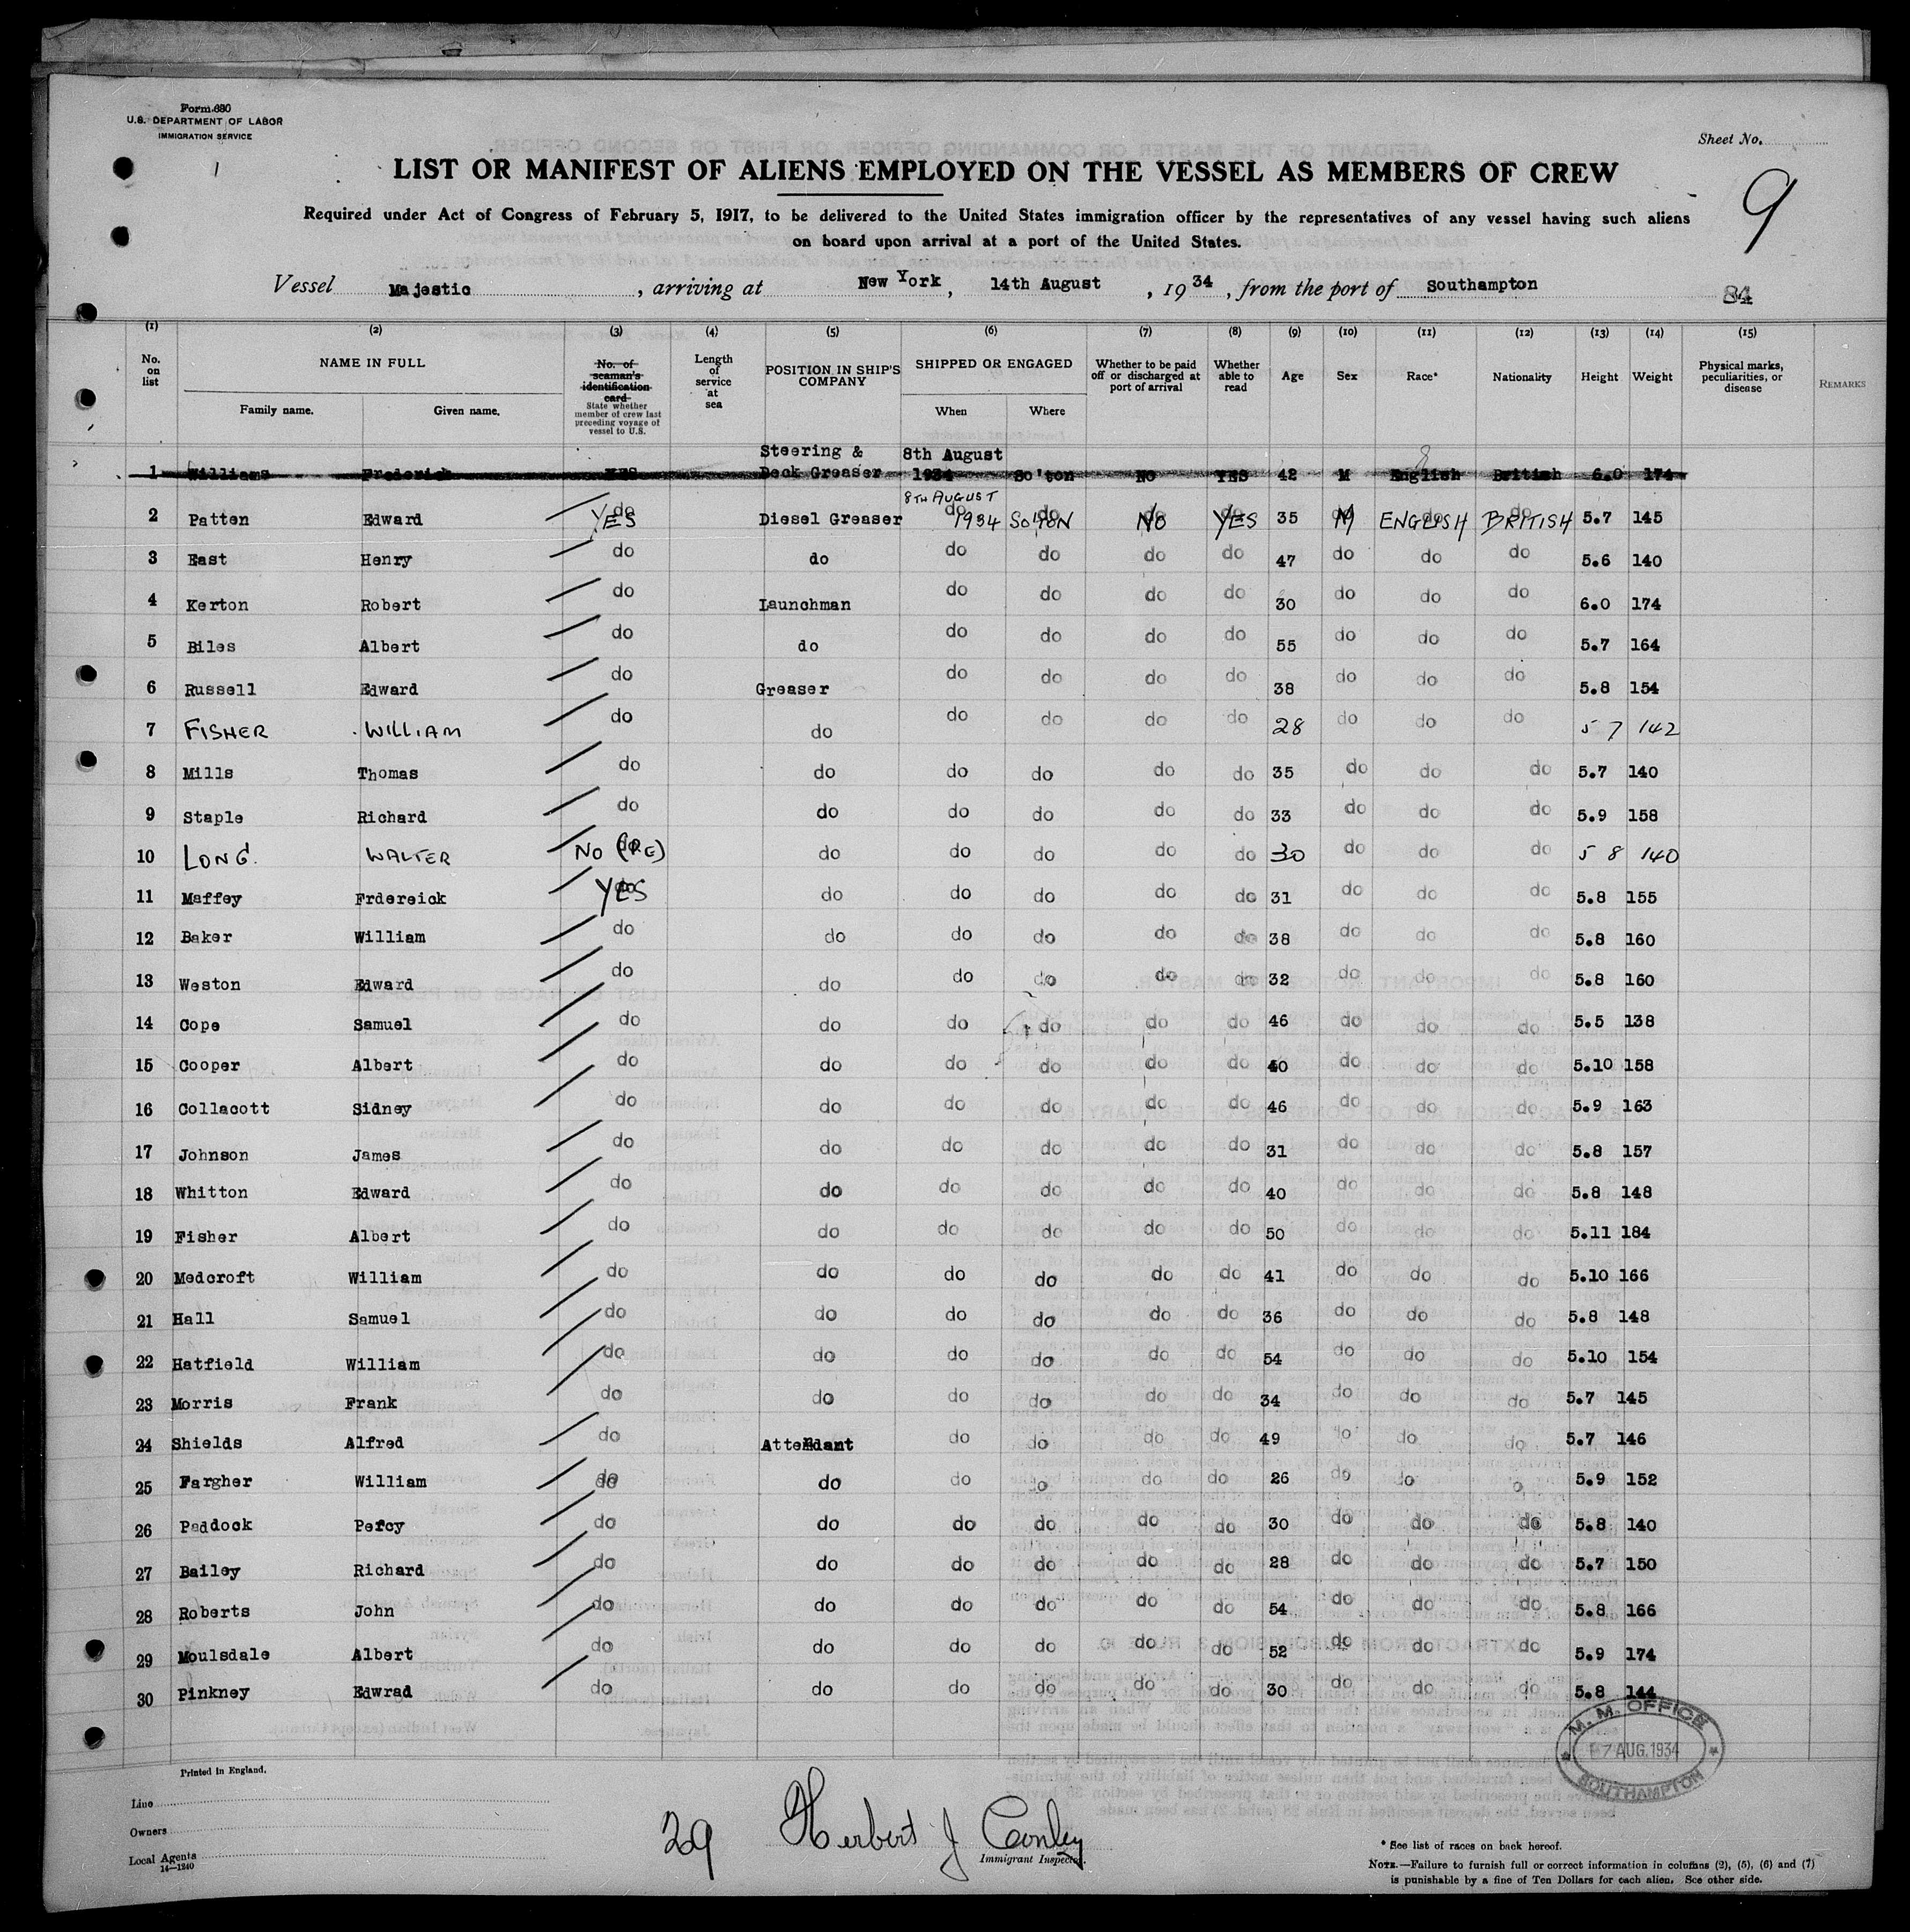 Form 680
U.S. DEPARTMENT OF LABOR
IMMIGRATION SERVICE
1
Sheet No.
9
LIST OR MANIFEST OF ALIENS EMPLOYED ON THE VESSEL AS MEMBERS OF CREW
Required under Act of Congress of February 5, 1917, to be delivered to the United States immigration officer by the representatives of any vessel having such aliens
on board upon arrival at a port of the United States.
Vessel Majestic, arriving at New York, 14th August, 1934, from the port of Southampton
84
(1) (2) (3) (4) (5) (6) (7) (8) (9) (10) (11) (12) (13) (14) (15)
No. on list NAME IN FULL Family name. Given name. No. of seaman's identification card State whether member of crew last preceding voyage of vessel to U.S. Length of service at sea POSITION IN SHIP'S COMPANY SHIPPED OR ENGAGED When Where Whether to be paid off or discharged at port of arrival Whether able to read Age Sex Race* Nationality Height Weight Physical marks, peculiarities, or disease REMARKS
Steering & 8th August
1 Williams Frederick YES Deck Greaser 1934 So'ton NO YES 42 M English British 6.0 174
8TH AUGUST
2 Patten Edward YES do Diesel Greaser do 1934 do SO'TON do NO do YES 35 M do ENGLISH do BRITISH 5.7 145
3 East Henry do do do do do do 47 do do do 5.6 140
4 Kerton Robert do Launchman do do do do 30 do do do 6.0 174
5 Biles Albert do do do do do do 55 do do do 5.7 164
6 Russell Edward do Greaser do do do do 38 do do do 5.8 154
7 FISHER WILLIAM do do do do do do 28 do do do 5 7 142
8 Mills Thomas do do do do do do 35 do do do 5.7 140
9 Staple Richard do do do do do do 33 do do do 5.9 158
10 LONG. WALTER NO (RE) do do do do do do 30 do do do 5 8 140
11 Maffey Frdereick YES do do do do do do 31 do do do 5.8 155
12 Baker William do do do do do do 38 do do do 5.8 160
13 Weston Edward do do do do do do 32 do do do 5.8 160
14 Cope Samuel do do do do do do 46 do do do 5.5 138
15 Cooper Albert do do do do do do 40 do do do 5.10 158
16 Collacott Sidney do do do do do do 46 do do do 5.9 163
17 Johnson James do do do do do do 31 do do do 5.8 157
18 Whitton Edward do do do do do do 40 do do do 5.8 148
19 Fisher Albert do do do do do do 50 do do do 5.11 184
20 Medcroft William do do do do do do 41 do do do 5.10 166
21 Hall Samuel do do do do do do 36 do do do 5.8 148
22 Hatfield William do do do do do do 54 do do do 5.10 154
23 Morris Frank do do do do do do 34 do do do 5.7 145
24 Shields Alfred do Attendant do do do do 49 do do do 5.7 146
25 Fargher William do do do do do do 26 do do do 5.9 152
26 Paddock Percy do do do do do do 30 do do do 5.8 140
27 Bailey Richard do do do do do do 28 do do do 5.7 150
28 Roberts John do do do do do do 54 do do do 5.8 166
29 Moulsdale Albert do do do do do do 52 do do do 5.9 174
30 Pinkney Edwrad do do do do do do 30 do do do 5.8 144
M. M. OFFICE
7 AUG. 1934
SOUTHAMPTON
Printed in England.
Line
Owners
Local Agents
14—1240
29 Herbert J Conley
Immigrant Inspector.
* See list of races on back hereof.
NOTE.—Failure to furnish full or correct information in columns (2), (5), (6) and (7)
is punishable by a fine of Ten Dollars for each alien. See other side.